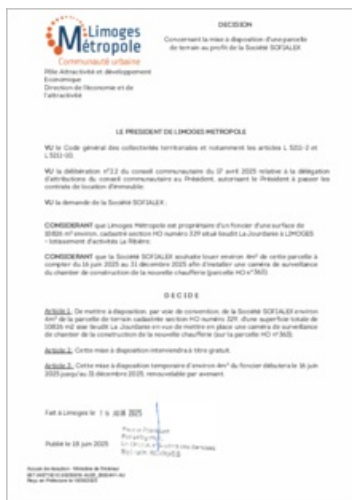 Limoges
Métropole
Communauté urbaine
Pôle Attractivité et développement
Economique
Direction de l'économie et de
l'attractivité
DECISION
Concernant la mise à disposition d'une parcelle
de terrain au profit de la Société SOFIALEX
LE PRESIDENT DE LIMOGES METROPOLE
VU le Code général des collectivités territoriales et notamment les articles L 5211-2 et
L 5211-10;
VU la délibération n°2.2 du conseil communautaire du 17 avril 2025 relative à la délégation
d'attributions du conseil communautaire au Président, autorisant le Président à passer les
contrats de location d'immeuble.
VU la demande de la Société SOFIALEX ;
CONSIDERANT que Limoges Métropole est propriétaire d'un foncier d'une surface de
10826 m² environ, cadastré section HO numéro 329 situé lieudit La Jourdanie à LIMOGES
– lotissement d'activités La Ribière;
CONSIDERANT que la Société SOFIALEX souhaite louer environ 4m² de cette parcelle à
compter du 16 juin 2025 au 31 décembre 2025 afin d'installer une caméra de surveillance
du chantier de construction de la nouvelle chaufferie (parcelle HO n°360)
D E C I D E
Article 1 De mettre à disposition, par voie de convention, de la Société SOFIALEX environ
4m² de la parcelle de terrain cadastrée section HO numéro 329, d'une superficie totale de
10826 m2 sise lieudit La Jourdanie en vue de mettre en place une caméra de surveillance
de chantier de la construction de la nouvelle chaufferie (sur la parcelle HO n°360).
Article 2 Cette mise à disposition interviendra à titre gratuit.
Article 3 Cette mise à disposition temporaire d'environ 4m² du foncier débutera le 16 juin
2025 jusqu'au 31 décembre 2025, renouvelable par avenant.
Fait à Limoges le 16 JUIN 2025
Publié le 18 juin 2025